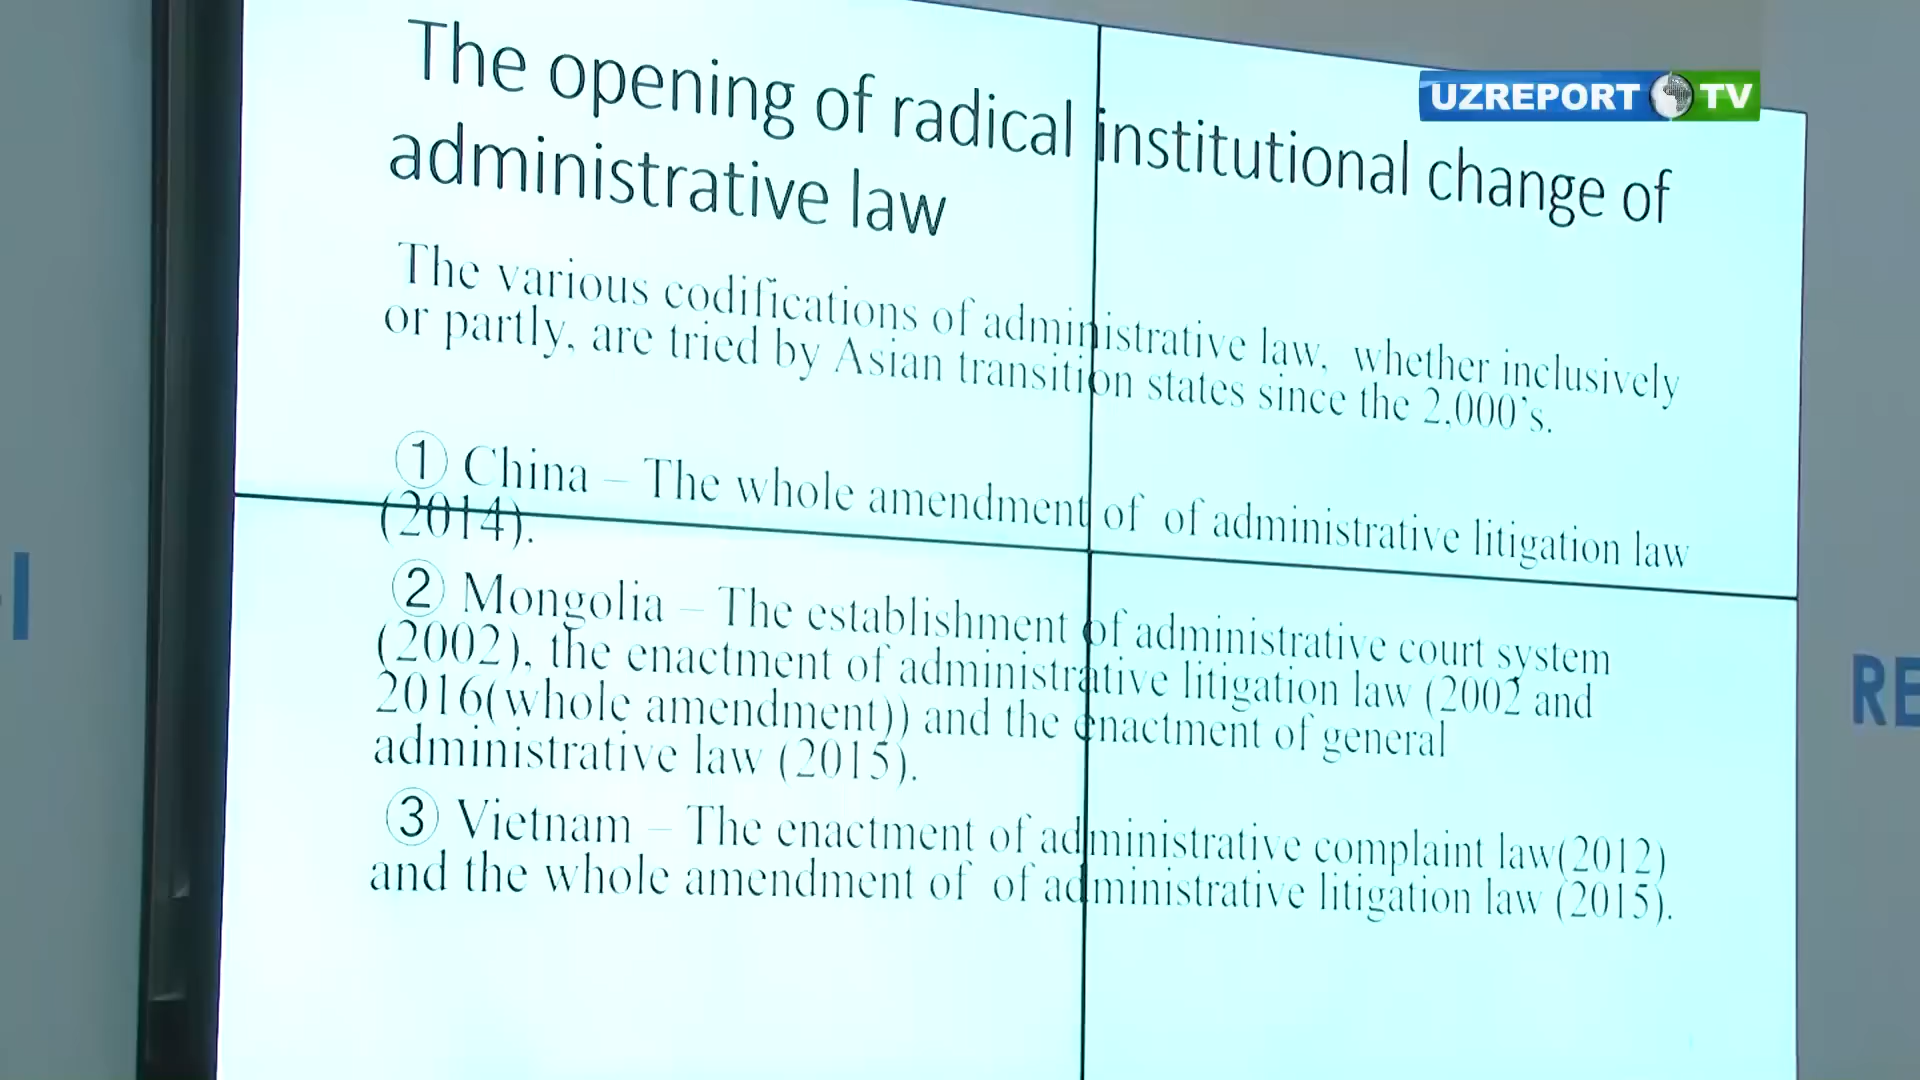 UZREPORT TV
The opening of radical institutional change of
administrative law
The various codifications of administrative law, whether inclusively
or partly, are tried by Asian transition states since the 2,000's.
① China – The whole amendment of of administrative litigation law
(2014).
② Mongolia – The establishment of administrative court system
(2002), the enactment of administrative litigation law (2002 and
2016(whole amendment)) and the enactment of general
administrative law (2015).
③ Vietnam – The enactment of administrative complaint law(2012)
and the whole amendment of of administrative litigation law (2015).
RE